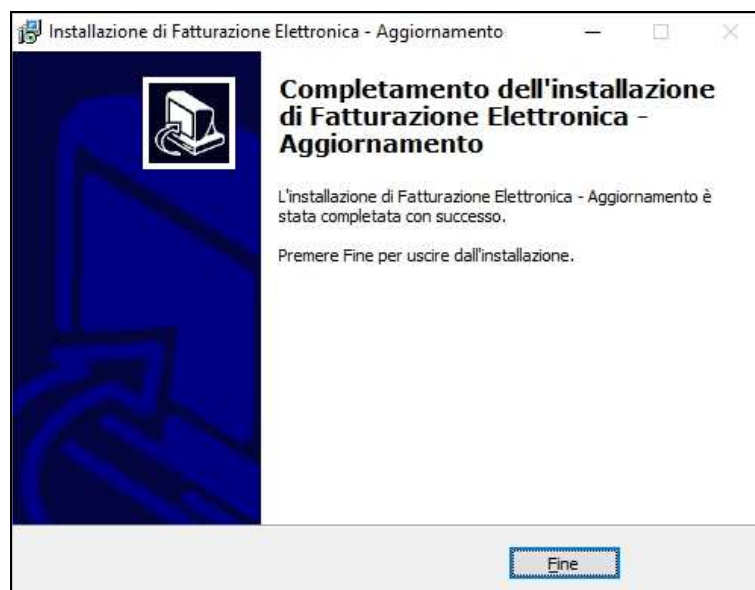 Installazione di Fatturazione Elettronica - Aggiornamento
Completamento dell'installazione
di Fatturazione Elettronica -
Aggiornamento
L'installazione di Fatturazione Elettronica - Aggiornamento è
stata completata con successo.
Premere Fine per uscire dall'installazione.
Fine